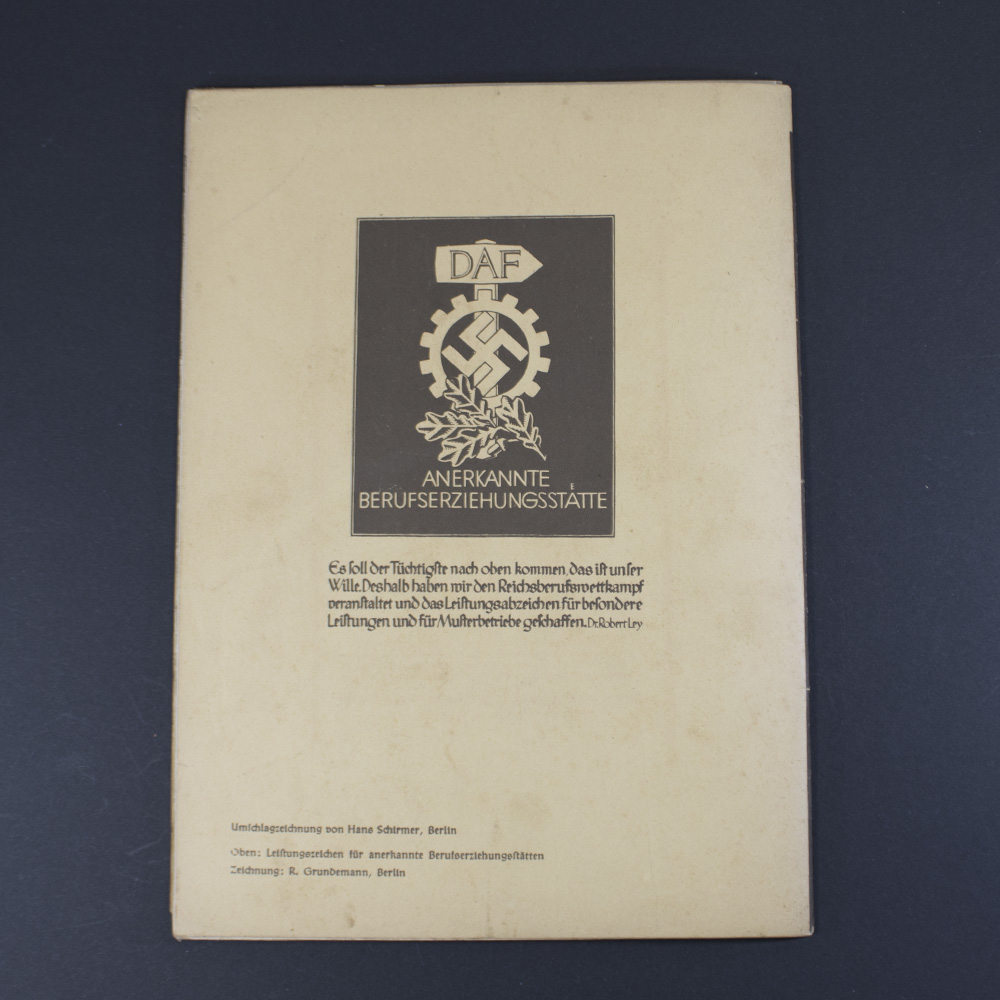 DAF
ANERKANNTE
BERUFSERZIEHUNGSSTÄTTE
Es soll der Tüchtigste nach oben kommen, das ist unser
Wille. Deshalb haben wir den Reichsberufswettkampf
veranstaltet und das Leistungsabzeichen für besondere
Leistungen und für Musterbetriebe geschaffen. Dr. Robert Ley
Umschlagzeichnung von Hans Schirmer, Berlin
Oben: Leistungszeichen für anerkannte Berufserziehungsstätten
Zeichnung: R. Grundemann, Berlin